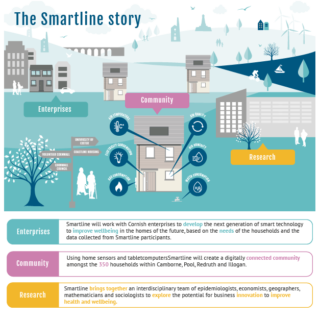 The Smartline story
Enterprises
Community
Research
UNIVERSITY OF
EXETER
Enterprises
Smartline will work with Cornish enterprises to develop the next generation of smart technology
to improve wellbeing in the homes of the future, based on the needs of the households and the
data collected from Smartline participants.
Community
Using home sensors and tabletcomputersSmartline will create a digitally connected community
amongst the 350 households within Camborne, Pool, Redruth and Illogan.
Research
Smartline brings together an interdisciplinary team of epidemiologists, economists, geographers,
mathematicians and sociologists to explore the potential for business innovation to improve
health and wellbeing.